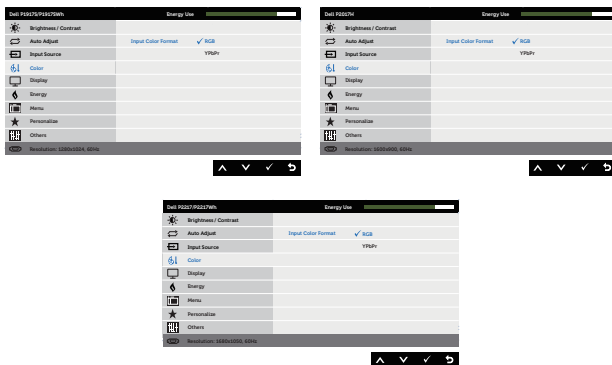 Dell P1917S/P1917SWh Energy Use
Brightness / Contrast
Auto Adjust Input Color Format ✓ RGB
Input Source YPbPr
Color
Display
Energy
Menu
Personalize
Others
Resolution: 1280x1024, 60Hz
Dell P2017H Energy Use
Brightness / Contrast
Auto Adjust Input Color Format ✓ RGB
Input Source YPbPr
Color
Display
Energy
Menu
Personalize
Others
Resolution: 1600x900, 60Hz
Dell P2217/P2217Wh Energy Use
Brightness / Contrast
Auto Adjust Input Color Format ✓ RGB
Input Source YPbPr
Color
Display
Energy
Menu
Personalize
Others
Resolution: 1680x1050, 60Hz